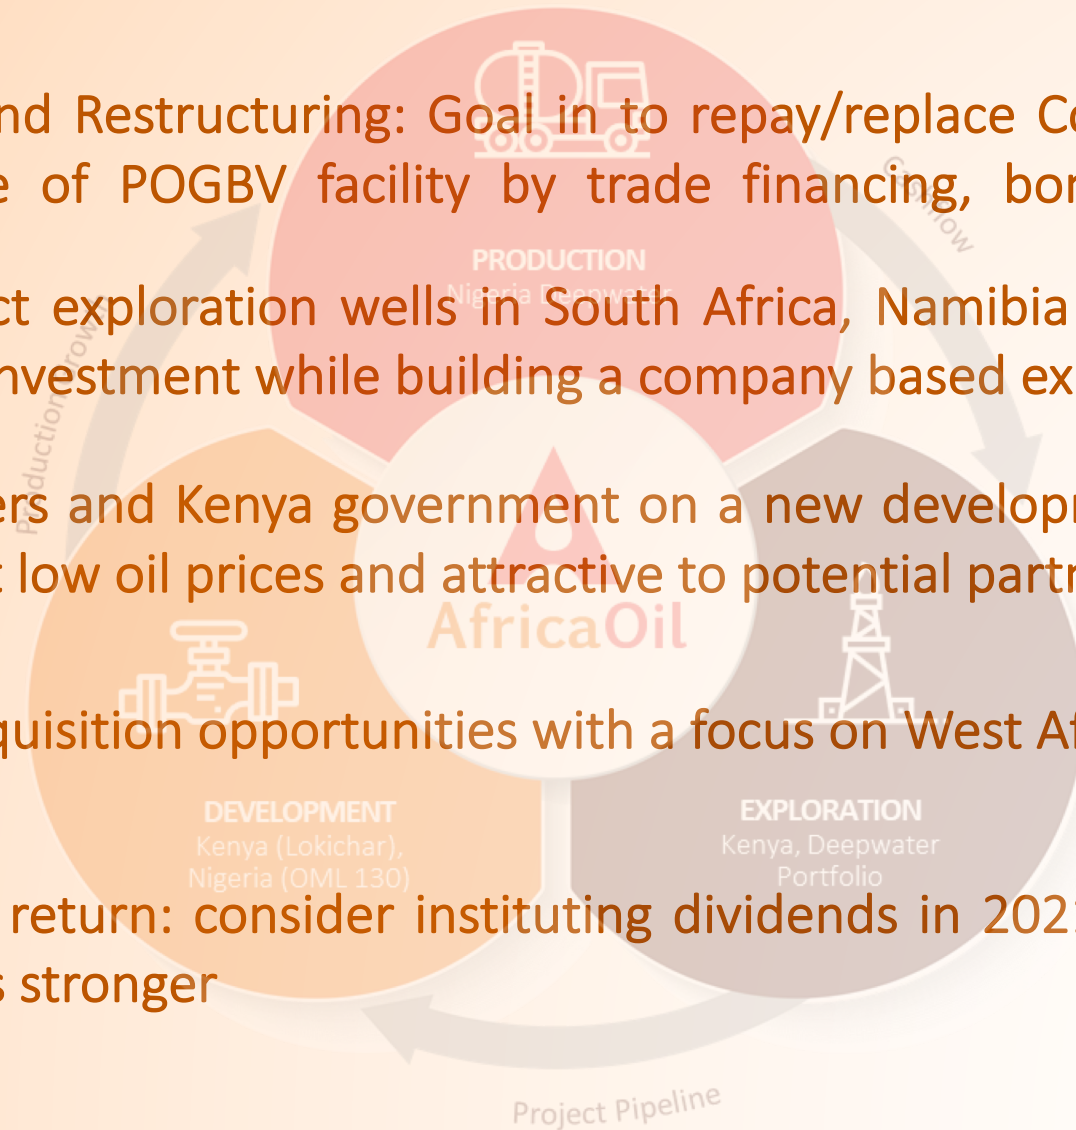 nd Restructuring: Goal in to repay/replace Co
e of POGBV facility by trade financing, bor
ct exploration wells in South Africa, Namibia
nvestment while building a company based ex
ers and Kenya government on a new develop
t low oil prices and attractive to potential partn
quisition opportunities with a focus on West Af
return: consider instituting dividends in 2021
s stronger
PRODUCTION
Nigeria Deepwater
Cashflow
Production Growth
AfricaOil
DEVELOPMENT
Kenya (Lokichar),
Nigeria (OML 130)
EXPLORATION
Kenya, Deepwater
Portfolio
Project Pipeline